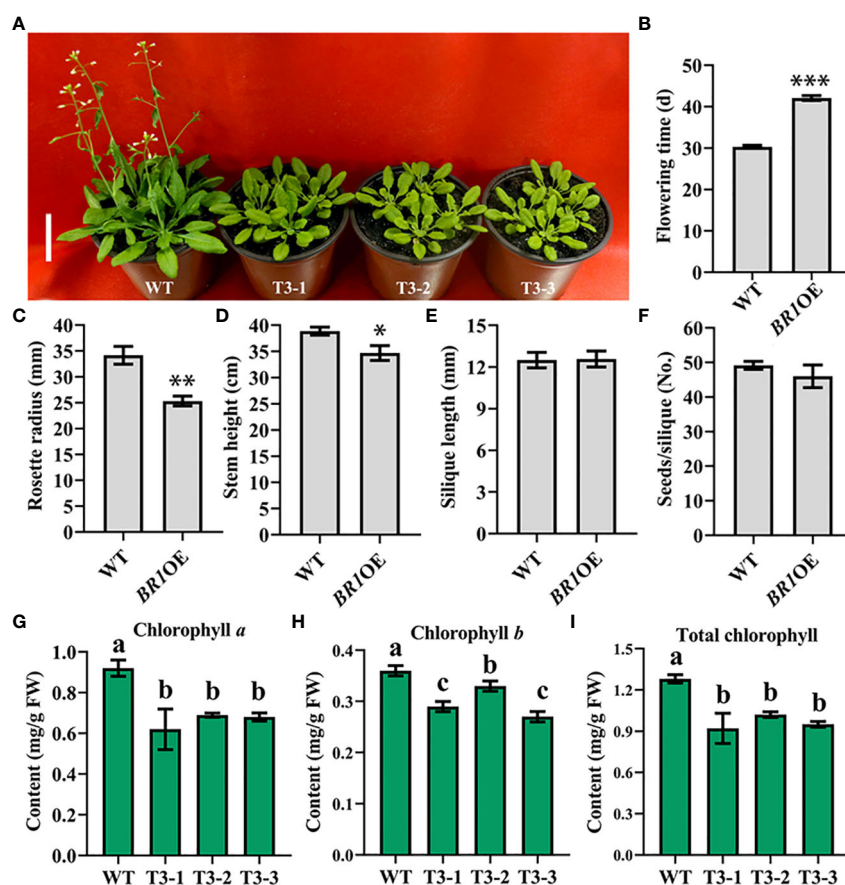 A
WT
T3-1
T3-2
T3-3
B
Flowering time (d)
50
40
30
20
10
0
***
WT
BR1OE
C
Rosette radius (mm)
40
35
30
25
20
15
10
5
0
**
WT
BR1OE
D
Stem height (cm)
40
35
30
25
20
15
10
5
0
*
WT
BR1OE
E
Silique length (mm)
15
12
9
6
3
0
WT
BR1OE
F
Seeds/silique (No.)
60
50
40
30
20
10
0
WT
BR1OE
G
Chlorophyll a
Content (mg/g FW)
1.0
0.8
0.6
0.4
0.2
0.0
a
b
b
b
WT
T3-1
T3-2
T3-3
H
Chlorophyll b
Content (mg/g FW)
0.4
0.3
0.2
0.1
0.0
a
c
b
c
WT
T3-1
T3-2
T3-3
I
Total chlorophyll
Content (mg/g FW)
1.5
1.2
0.9
0.6
0.3
0.0
a
b
b
b
WT
T3-1
T3-2
T3-3